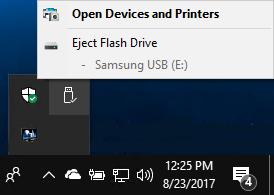 Open Devices and Printers
Eject Flash Drive
- Samsung USB (E:)
12:25 PM
8/23/2017
4